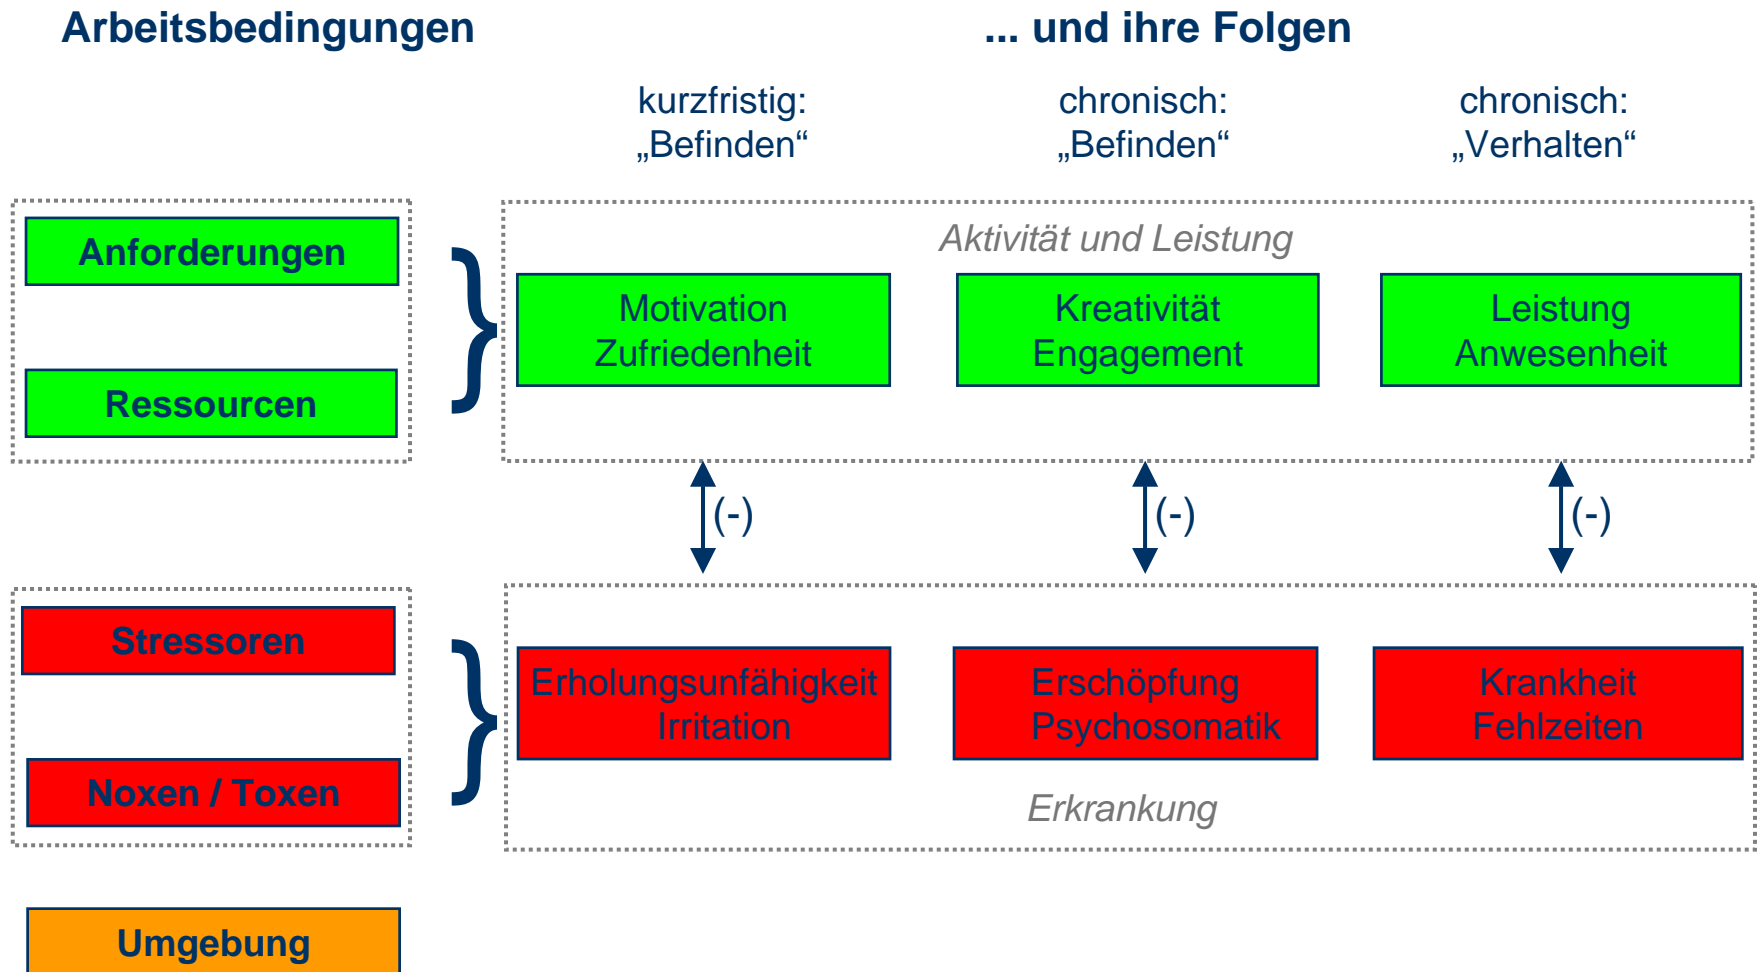 Arbeitsbedingungen
... und ihre Folgen
kurzfristig:
„Befinden“
chronisch:
„Befinden“
chronisch:
„Verhalten“
Anforderungen
Ressourcen
}
Aktivität und Leistung
Motivation
Zufriedenheit
Kreativität
Engagement
Leistung
Anwesenheit
(-)
(-)
(-)
Stressoren
Noxen / Toxen
}
Erholungsunfähigkeit
Irritation
Erschöpfung
Psychosomatik
Krankheit
Fehlzeiten
Erkrankung
Umgebung